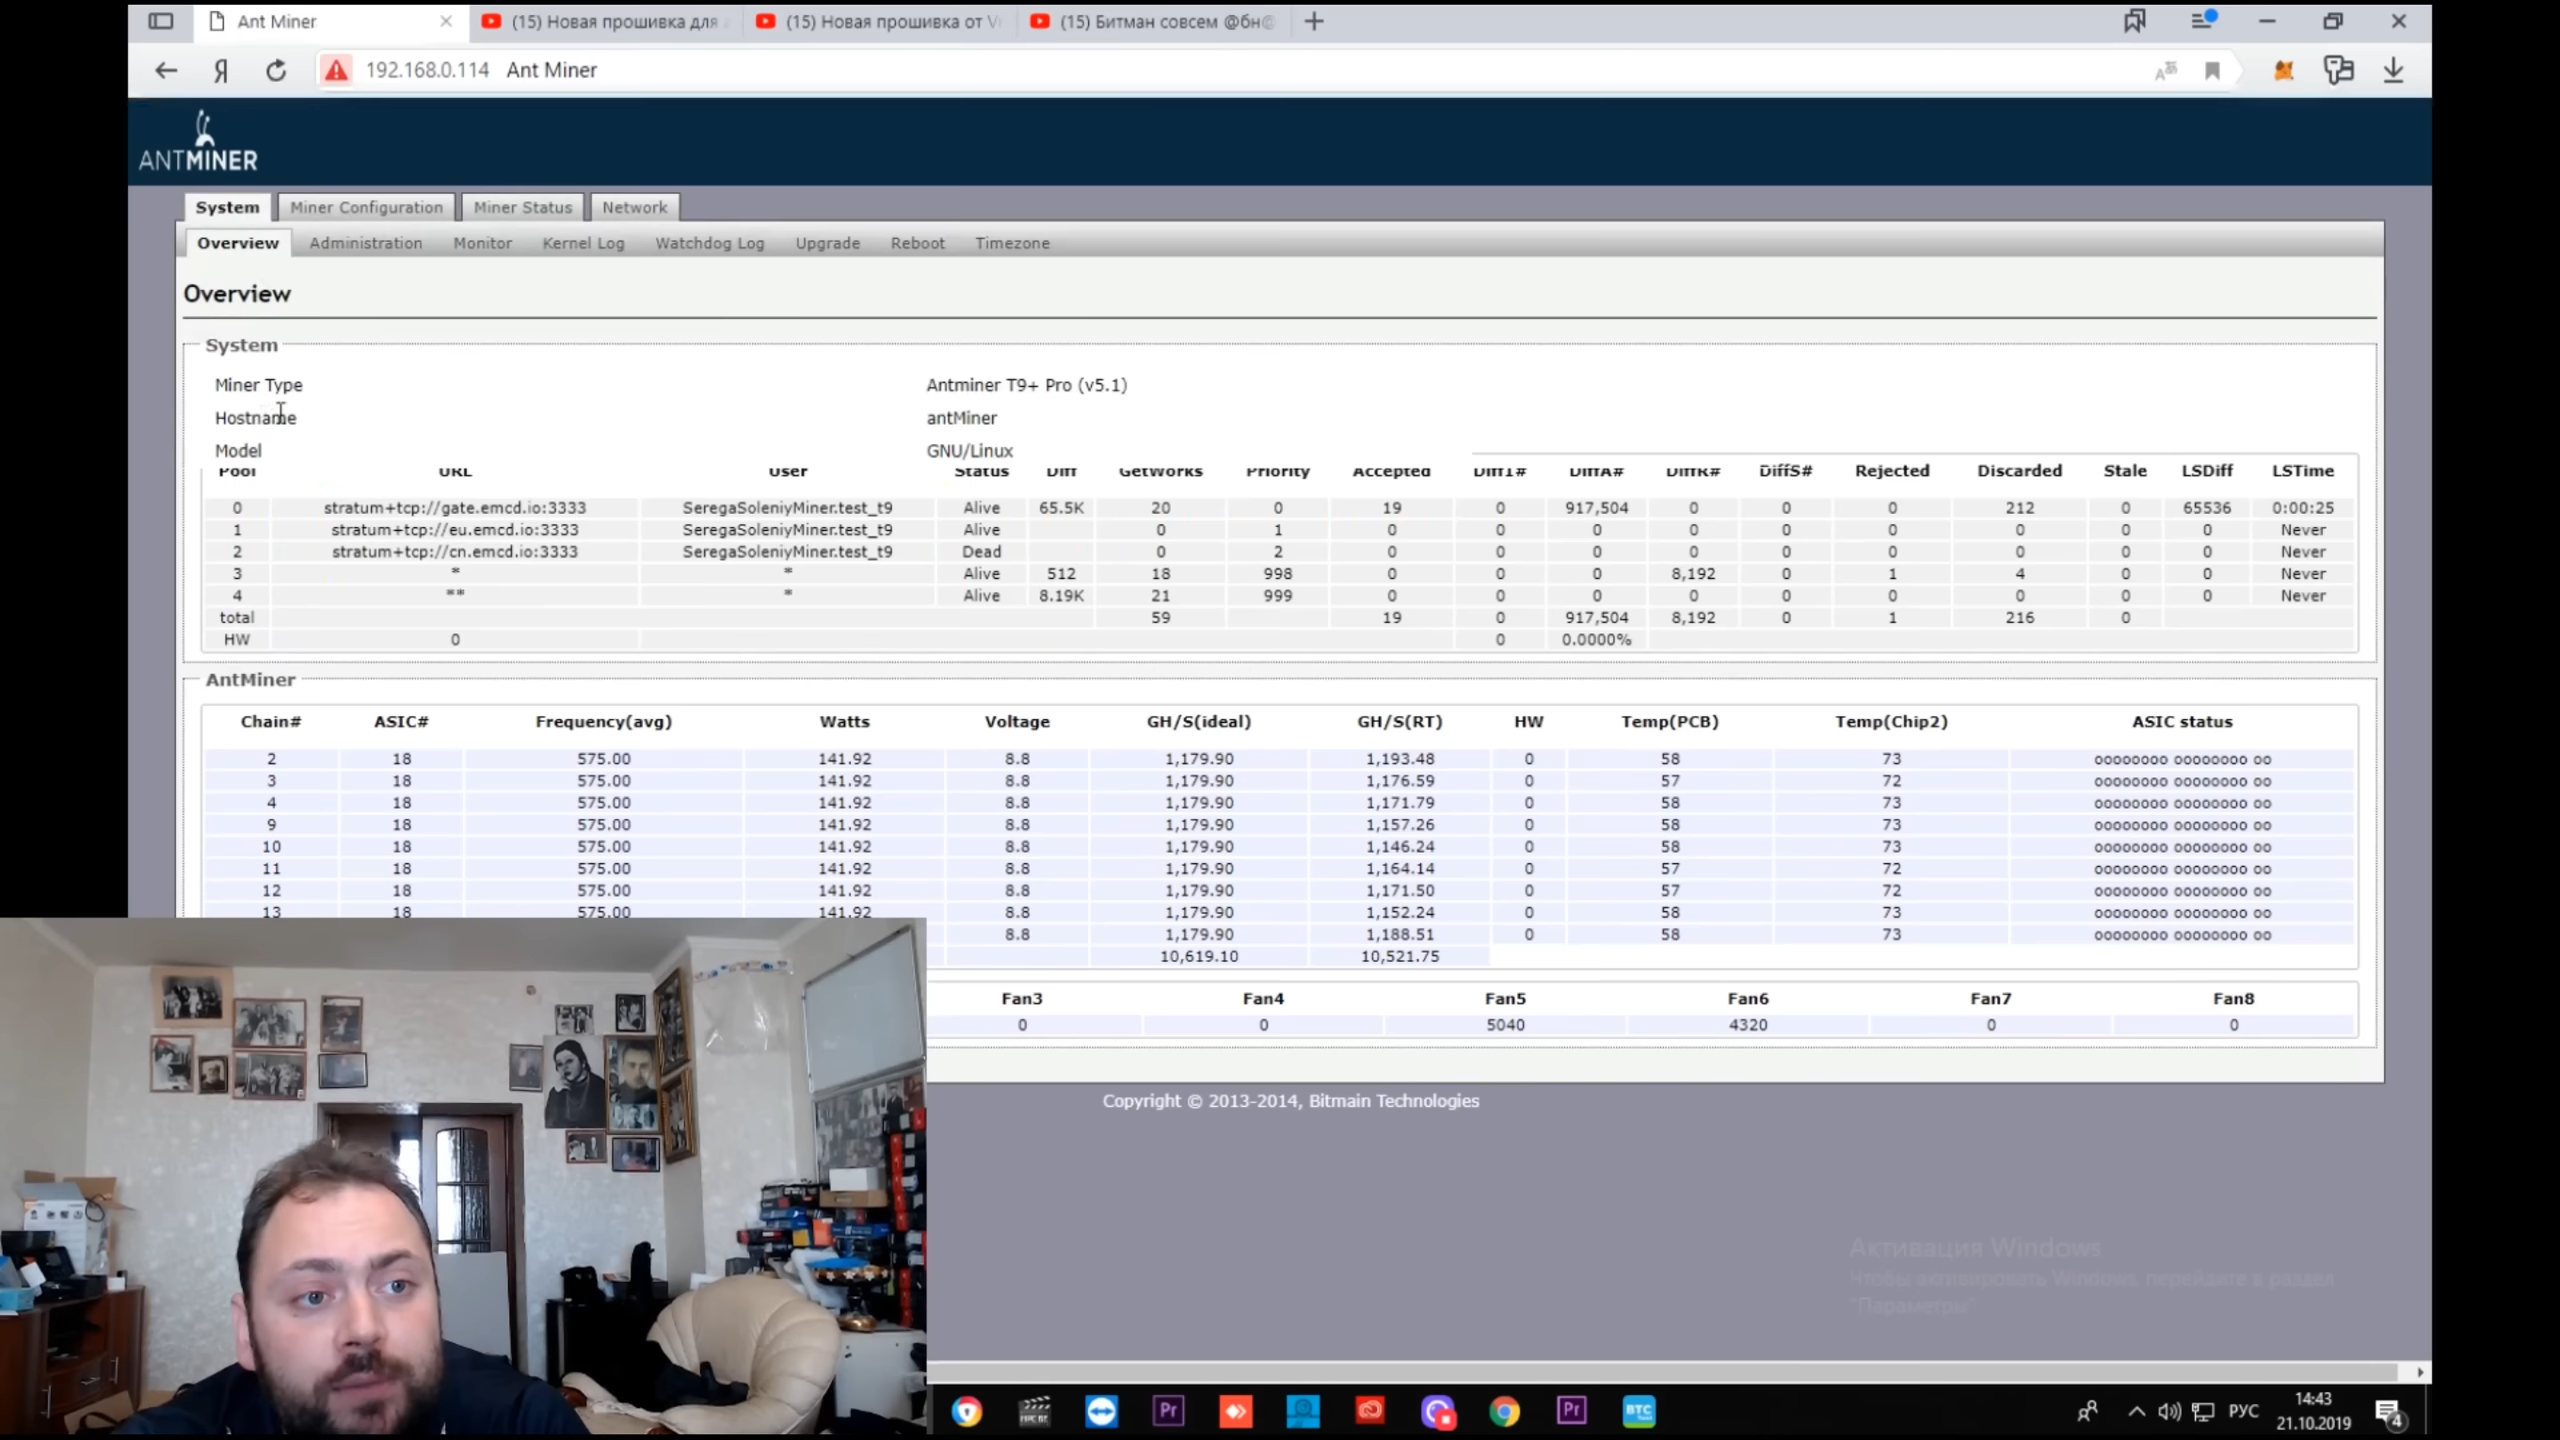 Ant Miner
(15) Новая прошивка для
(15) Новая прошивка от
(15) Битман совсем @бн@
Я 192.168.0.114 Ant Miner
ANTMINER
System Miner Configuration Miner Status Network
Overview Administration Monitor Kernel Log Watchdog Log Upgrade Reboot Timezone
Overview
System
Miner Type Antminer T9+ Pro (v5.1)
Hostname antMiner
Model GNU/Linux
Pool URL User Status Diff GetWorks Priority Accepted Diff1# DiffA# DiffR# DiffS# Rejected Discarded Stale LSDiff LSTime
0 stratum+tcp://gate.emcd.io:3333 SeregaSoleniyMiner.test_t9 Alive 65.5K 20 0 19 0 917,504 0 0 0 212 0 65536 0:00:25
1 stratum+tcp://eu.emcd.io:3333 SeregaSoleniyMiner.test_t9 Alive 0 1 0 0 0 0 0 0 0 0 0 Never
2 stratum+tcp://cn.emcd.io:3333 SeregaSoleniyMiner.test_t9 Dead 0 2 0 0 0 0 0 0 0 0 0 Never
3 * * Alive 512 18 998 0 0 0 8,192 0 1 4 0 0 Never
4 ** * Alive 8.19K 21 999 0 0 0 0 0 0 0 0 0 Never
total 59 19 0 917,504 8,192 0 1 216 0
HW 0 0 0.0000%
AntMiner
Chain# ASIC# Frequency(avg) Watts Voltage GH/S(ideal) GH/S(RT) HW Temp(PCB) Temp(Chip2) ASIC status
2 18 575.00 141.92 8.8 1,179.90 1,193.48 0 58 73 oooooooo oooooooo oo
3 18 575.00 141.92 8.8 1,179.90 1,176.59 0 57 72 oooooooo oooooooo oo
4 18 575.00 141.92 8.8 1,179.90 1,171.79 0 58 73 oooooooo oooooooo oo
9 18 575.00 141.92 8.8 1,179.90 1,157.26 0 58 73 oooooooo oooooooo oo
10 18 575.00 141.92 8.8 1,179.90 1,146.24 0 58 73 oooooooo oooooooo oo
11 18 575.00 141.92 8.8 1,179.90 1,164.14 0 57 72 oooooooo oooooooo oo
12 18 575.00 141.92 8.8 1,179.90 1,171.50 0 57 72 oooooooo oooooooo oo
13 18 575.00 141.92 8.8 1,179.90 1,152.24 0 58 73 oooooooo oooooooo oo
8.8 1,179.90 1,188.51 0 58 73 oooooooo oooooooo oo
10,619.10 10,521.75
Fan3 Fan4 Fan5 Fan6 Fan7 Fan8
0 0 5040 4320 0 0
Copyright © 2013-2014, Bitmain Technologies
Активация Windows
Чтобы активировать Windows, перейдите в раздел
"Параметры"
Pr Pr BTC
РУС 14:43
21.10.2019 4